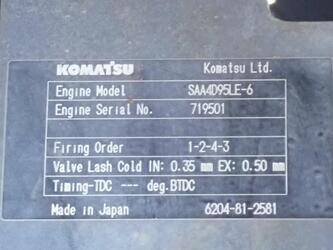 KOMATSU Komatsu Ltd.
Engine Model SAA4D95LE-6
Engine Serial No. 719501
Firing Order 1-2-4-3
Valve Lash Cold IN: 0.35 mm EX: 0.50 mm
Timing-TDC --- deg.BTDC
Made in Japan 6204-81-2581